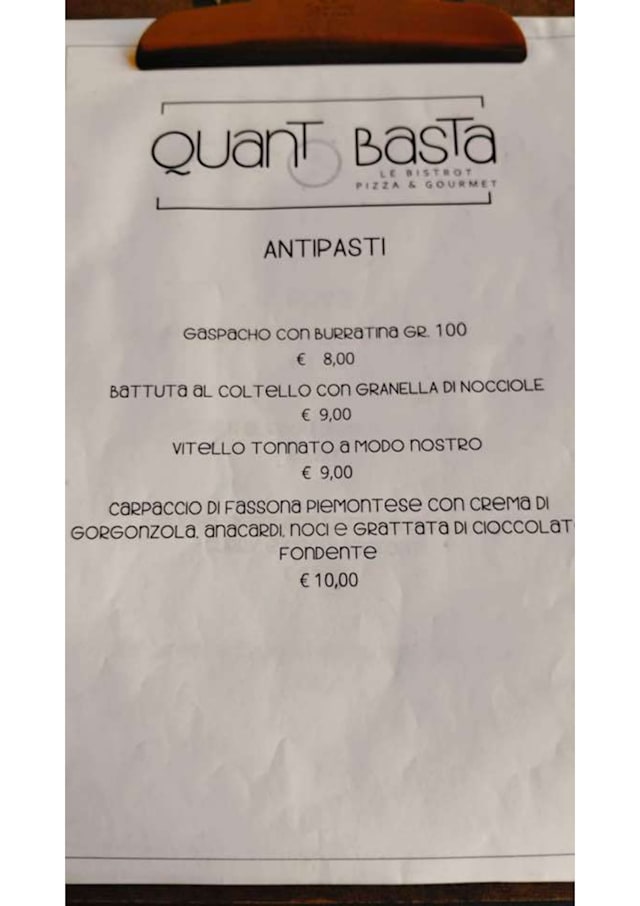 QUANTO BASTA
LE BISTROT
PIZZA & GOURMET
ANTIPASTI
GASPACHO CON BURRATINA GR. 100
€ 8,00
BATTUTA AL COLTELLO CON GRANELLA DI NOCCIOLE
€ 9,00
VITELLO TONNATO A MODO NOSTRO
€ 9,00
CARPACCIO DI FASSONA PIEMONTESE CON CREMA DI
GORGONZOLA, ANACARDI, NOCI E GRATTATA DI CIOCCOLAT
FONDENTE
€ 10,00